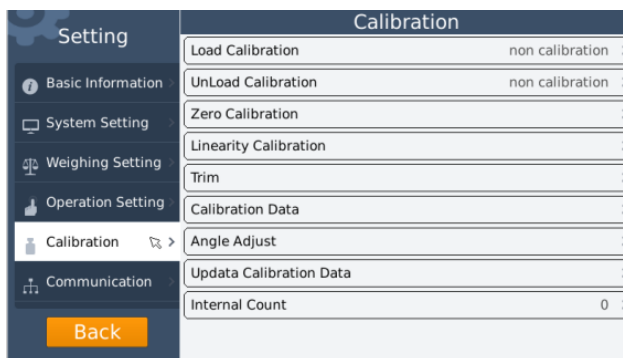 Setting
Basic Information
System Setting
Weighing Setting
Operation Setting
Calibration
Communication
Back
Calibration
Load Calibration non calibration
UnLoad Calibration non calibration
Zero Calibration
Linearity Calibration
Trim
Calibration Data
Angle Adjust
Updata Calibration Data
Internal Count 0